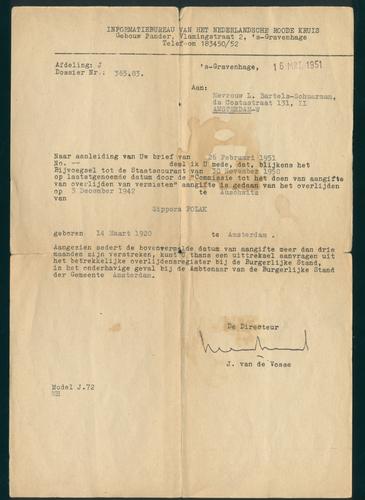 INFORMATIEBUREAU VAN HET NEDERLANDSCHE ROODE KRUIS
Gebouw Pander, Vlamingstraat 2, 's-Gravenhage
Telefoon 183450/52
Afdeling: J
Dossier Nr.: 365.83.
's-Gravenhage, 15 MRT. 1951
Aan:
Mevrouw L. Bartels-Schuurman,
da Costastraat 131, II
AMSTERDAM-W
Naar aanleiding van Uw brief van 26 Februari 1951
No. -- deel ik U mede, dat, blijkens het
Bijvoegsel tot de Staatscourant van 10 November 1950
op laatstgenoemde datum door de "Commissie tot het doen van aangifte
van overlijden van vermisten" aangifte is gedaan van het overlijden
op 3 December 1942 te Auschwitz
van
Sippora POLAK
geboren 14 Maart 1920 te Amsterdam.
Aangezien sedert de bovenvermelde datum van aangifte meer dan drie
maanden zijn verstreken, kunt U thans een uittreksel aanvragen uit
het betrekkelijke overlijdensregister bij de Burgerlijke Stand,
in het onderhavige geval bij de Ambtenaar van de Burgerlijke Stand
der Gemeente Amsterdam.
De Directeur
J. van de Vosse
Model J.72